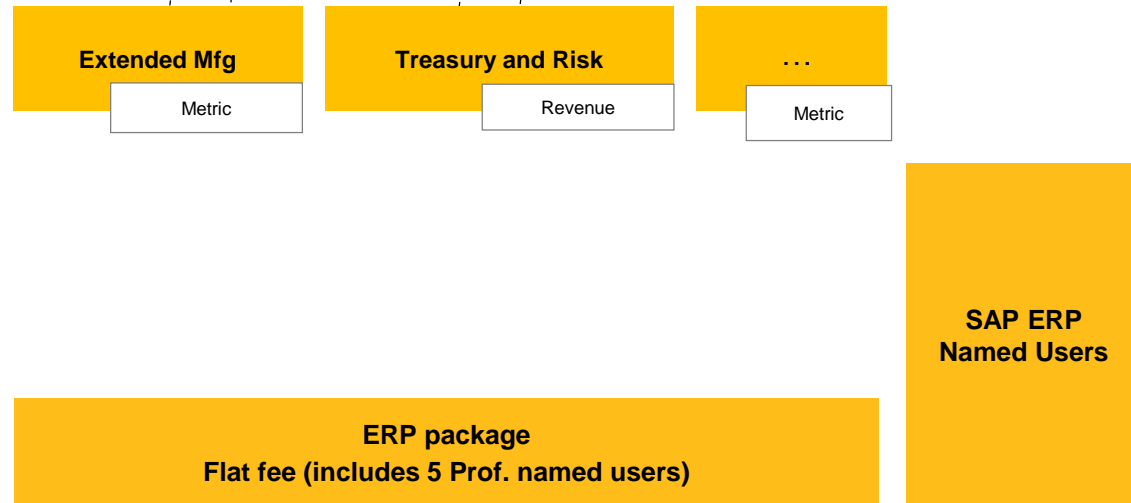 Extended Mfg
Metric
Treasury and Risk
Revenue
...
Metric
SAP ERP
Named Users
ERP package
Flat fee (includes 5 Prof. named users)